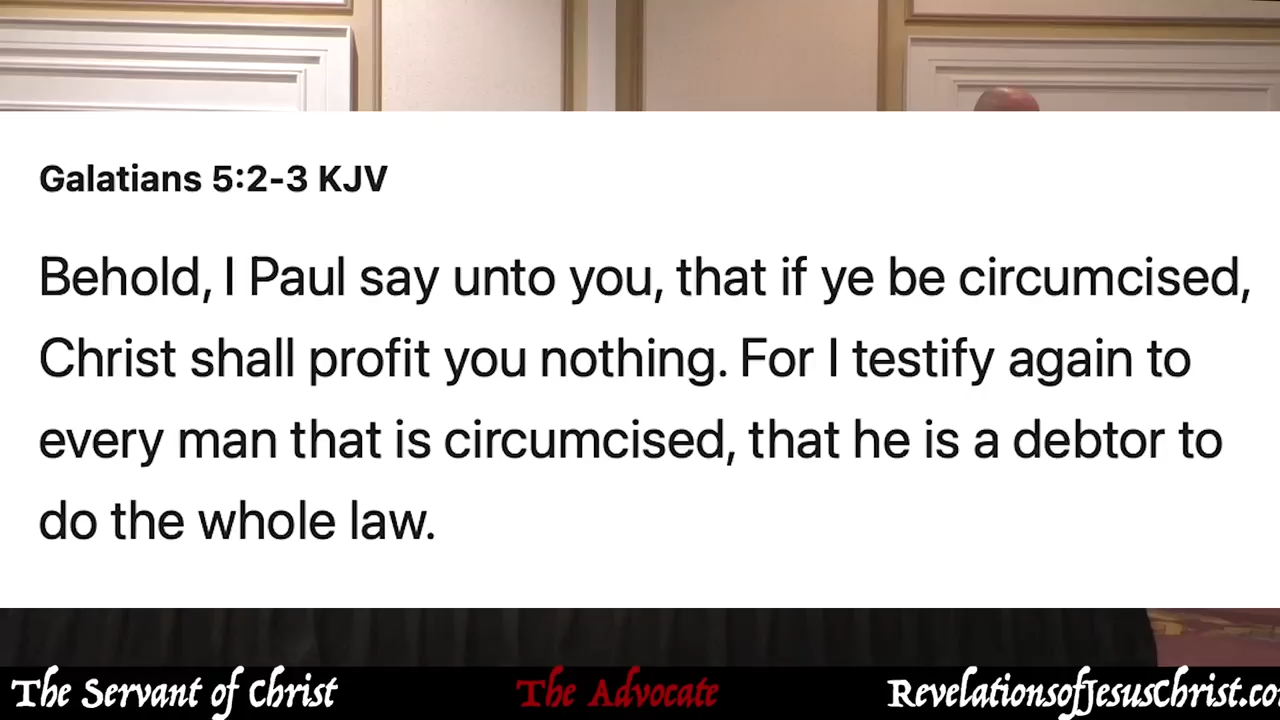 Galatians 5:2-3 KJV
Behold, I Paul say unto you, that if ye be circumcised,
Christ shall profit you nothing. For I testify again to
every man that is circumcised, that he is a debtor to
do the whole law.
The Servant of Christ The Advocate RevelationsofJesusChrist.co